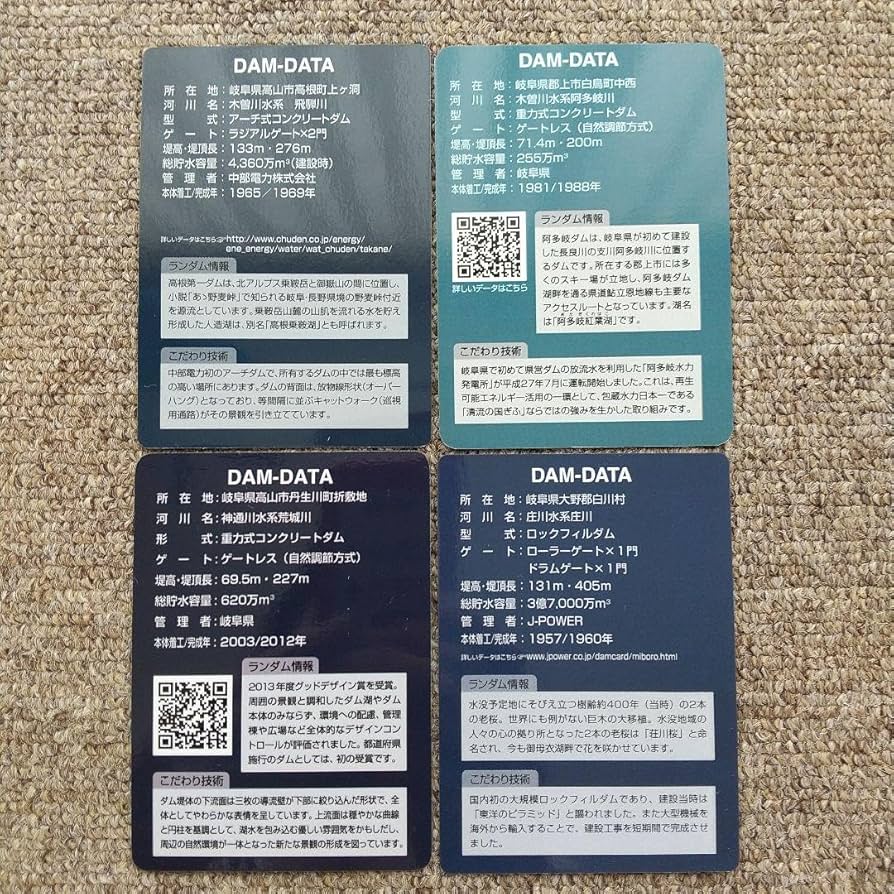 DAM-DATA
所在地：岐阜県高山市高根町上ヶ洞
河川名：木曽川水系 飛騨川
型式：アーチ式コンクリートダム
ゲート：ラジアルゲート×2門
堤高・堤頂長：133m・276m
総貯水容量：4,360万m³（建設時）
管理者：中部電力株式会社
本体着工/完成年：1965／1969年
詳しいデータはこちら☞http://www.chuden.co.jp/energy/
ene_energy/water/wat_chuden/takane/
ランダム情報
高根第一ダムは、北アルプス乗鞍岳と御嶽山の間に位置し、
小説「あゝ野麦峠」で知られる岐阜・長野県境の野麦峠付近
を源流としています。乗鞍岳山麓の山肌を流れる水を貯え
形成した人造湖は、別名「高根乗鞍湖」とも呼ばれます。
こだわり技術
中部電力初のアーチダムで、所有するダムの中では最も標高
の高い場所にあります。ダムの背面は、放物線形状（オーバー
ハング）となっており、等間隔に並ぶキャットウォーク（巡視
用通路）がその景観を引き立てています。
DAM-DATA
所在地：岐阜県郡上市白鳥町中西
河川名：木曽川水系阿多岐川
型式：重力式コンクリートダム
ゲート：ゲートレス（自然調節方式）
堤高・堤頂長：71.4m・200m
総貯水容量：255万m³
管理者：岐阜県
本体着工/完成年：1981/1988年
詳しいデータはこちら
ランダム情報
阿多岐ダムは、岐阜県が初めて建設
した長良川の支川阿多岐川に位置す
るダムです。所在する郡上市には多
くのスキー場が立地し、阿多岐ダム
湖畔を通る県道鮎立恩地線も主要な
アクセスルートとなっています。湖名
は「阿多岐紅葉湖」です。
こだわり技術
岐阜県で初めて県営ダムの放流水を利用した「阿多岐水力
発電所」が平成27年7月に運転開始しました。これは、再生
可能エネルギー活用の一環として、包蔵水力日本一である
「清流の国ぎふ」ならではの強みを生かした取り組みです。
DAM-DATA
所在地：岐阜県高山市丹生川町折敷地
河川名：神通川水系荒城川
形式：重力式コンクリートダム
ゲート：ゲートレス（自然調節方式）
堤高・堤頂長：69.5m・227m
総貯水容量：620万m³
管理者：岐阜県
本体着工/完成年：2003/2012年
ランダム情報
2013年度グッドデザイン賞を受賞。
周囲の景観と調和したダム湖やダム
本体のみならず、環境への配慮、管理
棟や広場など全体的なデザインコン
トロールが評価されました。都道府県
施行のダムとしては、初の受賞です。
こだわり技術
ダム堤体の下流面は三枚の導流壁が下部に絞り込んだ形状で、全
体としてやわらかな表情を呈しています。上流面は穏やかな曲線
と円柱を基調として、湖水を包み込む優しい雰囲気をかもしだし、
周辺の自然環境が一体となった新たな景観の形成を図っています。
DAM-DATA
所在地：岐阜県大野郡白川村
河川名：庄川水系庄川
型式：ロックフィルダム
ゲート：ローラーゲート×1門
ドラムゲート×1門
堤高・堤頂長：131m・405m
総貯水容量：3億7,000万m³
管理者：J-POWER
本体着工/完成年：1957/1960年
詳しいデータはこちら☞www.jpower.co.jp/damcard/miboro.html
ランダム情報
水没予定地にそびえ立つ樹齢約400年（当時）の2本
の老桜。世界にも例がない巨木の大移植。水没地域の
人々の心の拠り所となった2本の老桜は「荘川桜」と命
名され、今も御母衣湖畔で花を咲かせています。
こだわり技術
国内初の大規模ロックフィルダムであり、建設当時は
「東洋のピラミッド」と謳われました。また大型機械を
海外から輸入することで、建設工事を短期間で完成させ
ました。